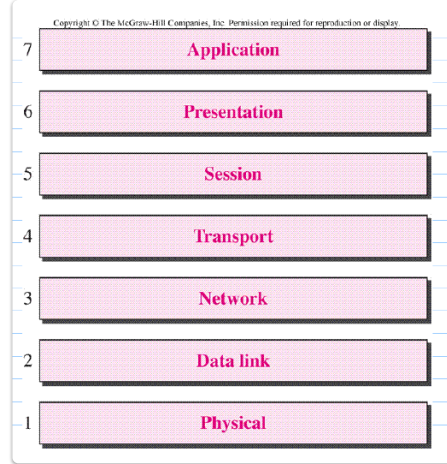 Copyright © The McGraw-Hill Companies, Inc. Permission required for reproduction or display.
7 Application
6 Presentation
5 Session
4 Transport
3 Network
2 Data link
1 Physical